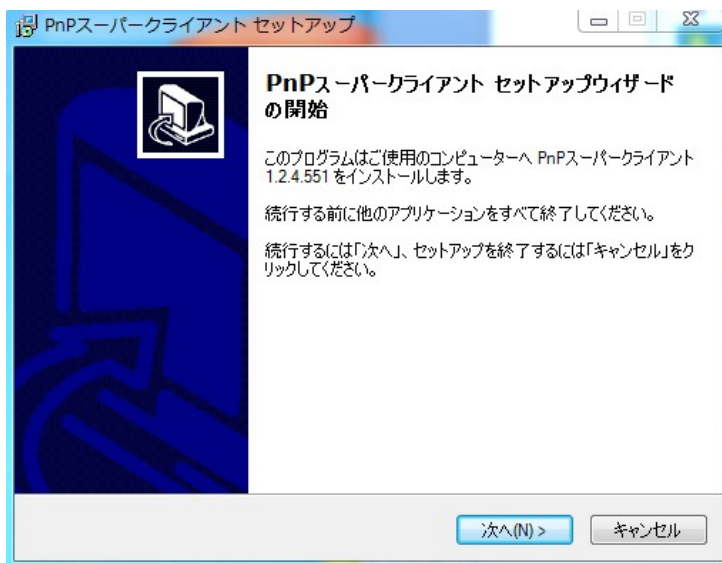 PnPスーパークライアント セットアップ
PnPスーパークライアント セットアップウィザード
の開始
このプログラムはご使用のコンピューターへ PnPスーパークライアント
1.2.4.551 をインストールします。
続行する前に他のアプリケーションをすべて終了してください。
続行するには「次へ」、セットアップを終了するには「キャンセル」をク
リックしてください。
次へ(N) >
キャンセル